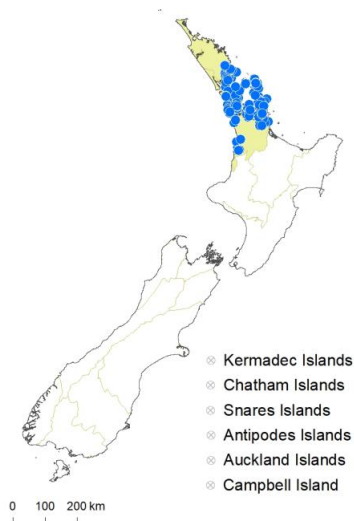 Kermadec Islands
Chatham Islands
Snares Islands
Antipodes Islands
Auckland Islands
Campbell Island
0 100 200 km